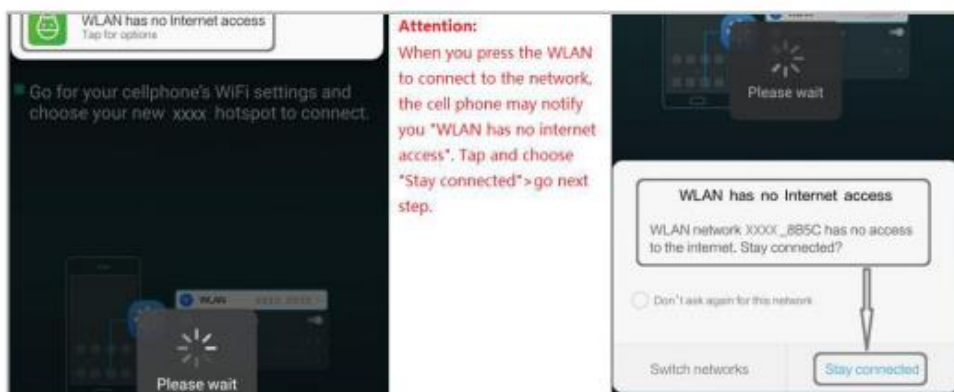 WLAN has no Internet access
Tap for options
Go for your cellphone's WiFi settings and
choose your new xxxx hotspot to connect.
WLAN
Please wait
Attention:
When you press the WLAN
to connect to the network,
the cell phone may notify
you "WLAN has no internet
access". Tap and choose
"Stay connected">go next
step.
Please wait
WLAN has no Internet access
WLAN network XXXX_8B5C has no access
to the internet. Stay connected?
Don't ask again for this network
Switch networks
Stay connected